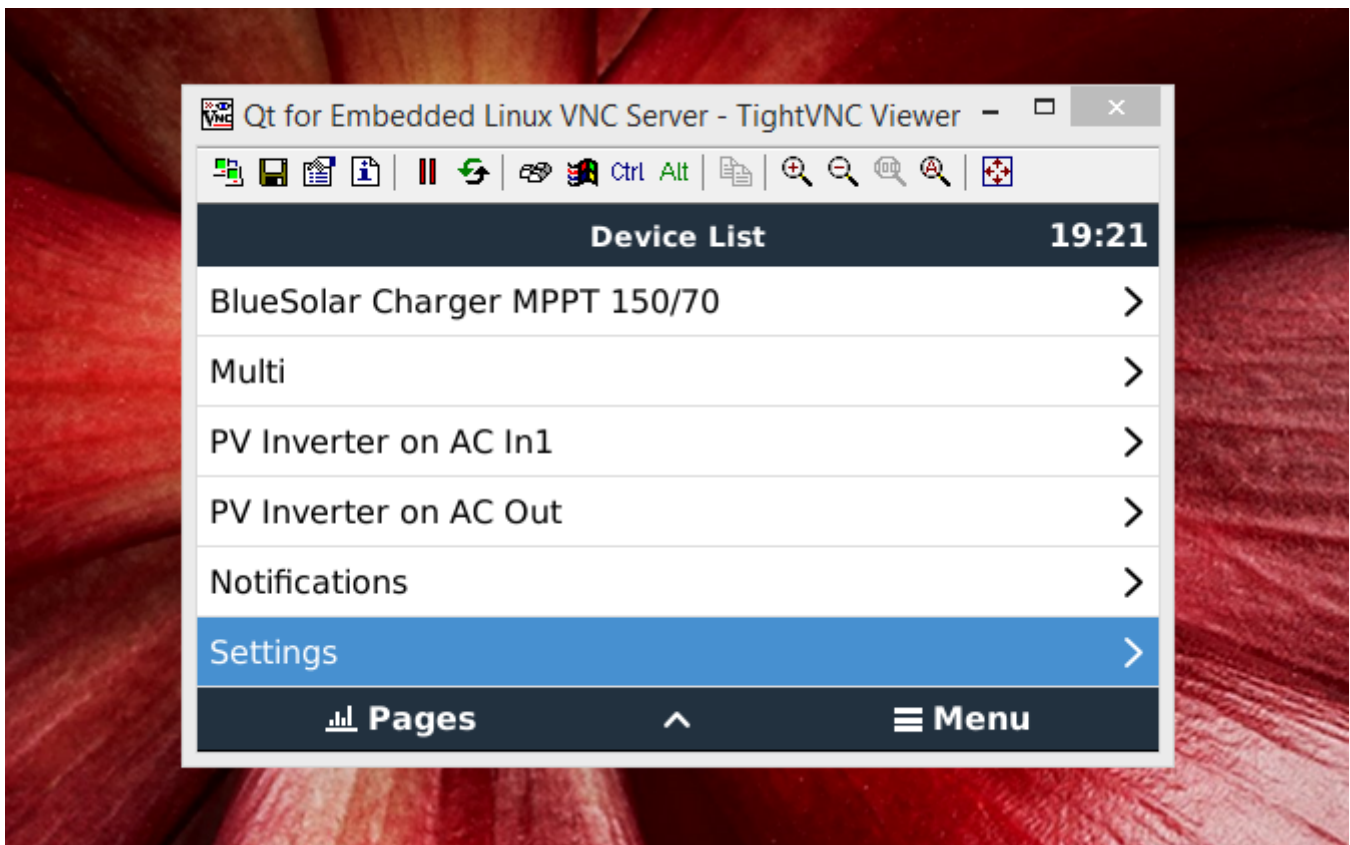 Qt for Embedded Linux VNC Server - TightVNC Viewer
Ctrl Alt
Device List 19:21
BlueSolar Charger MPPT 150/70
Multi
PV Inverter on AC In1
PV Inverter on AC Out
Notifications
Settings
Pages Menu